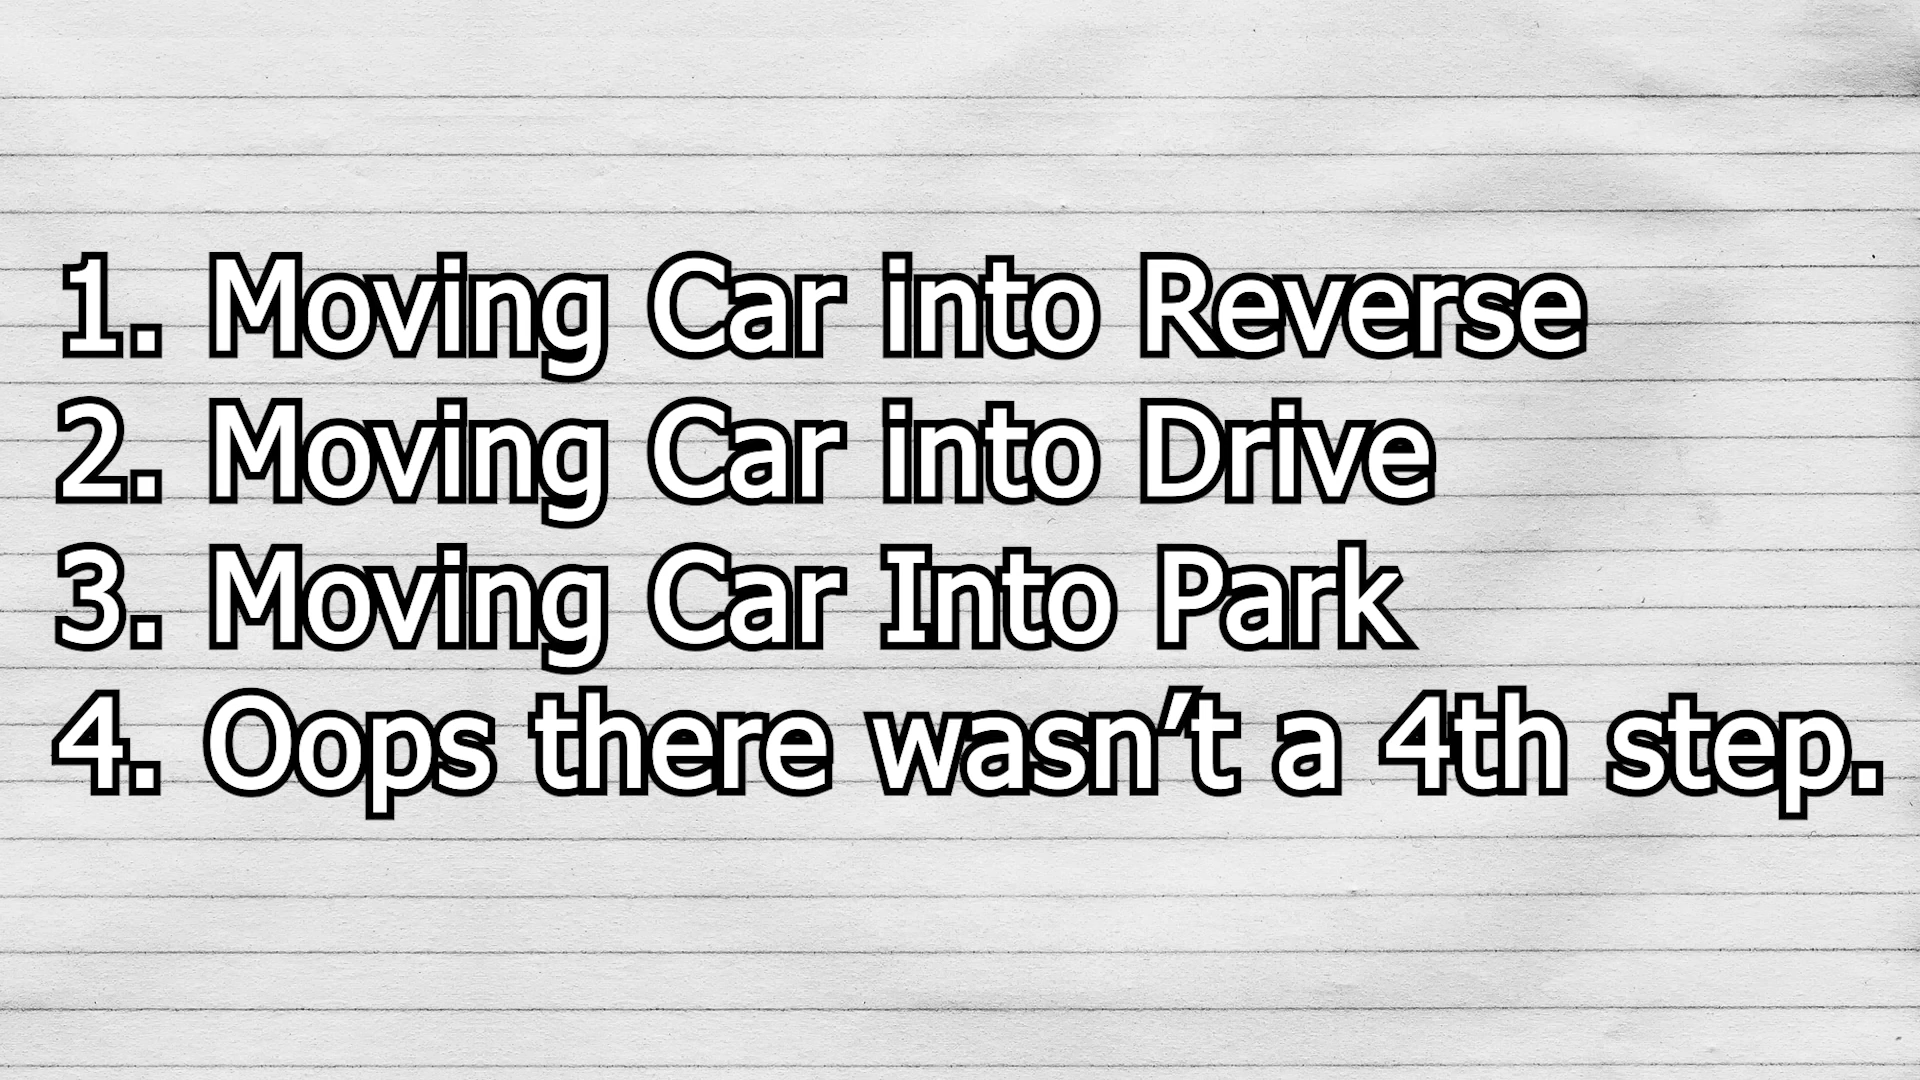 1. Moving Car into Reverse
2. Moving Car into Drive
3. Moving Car Into Park
4. Oops there wasn’t a 4th step.